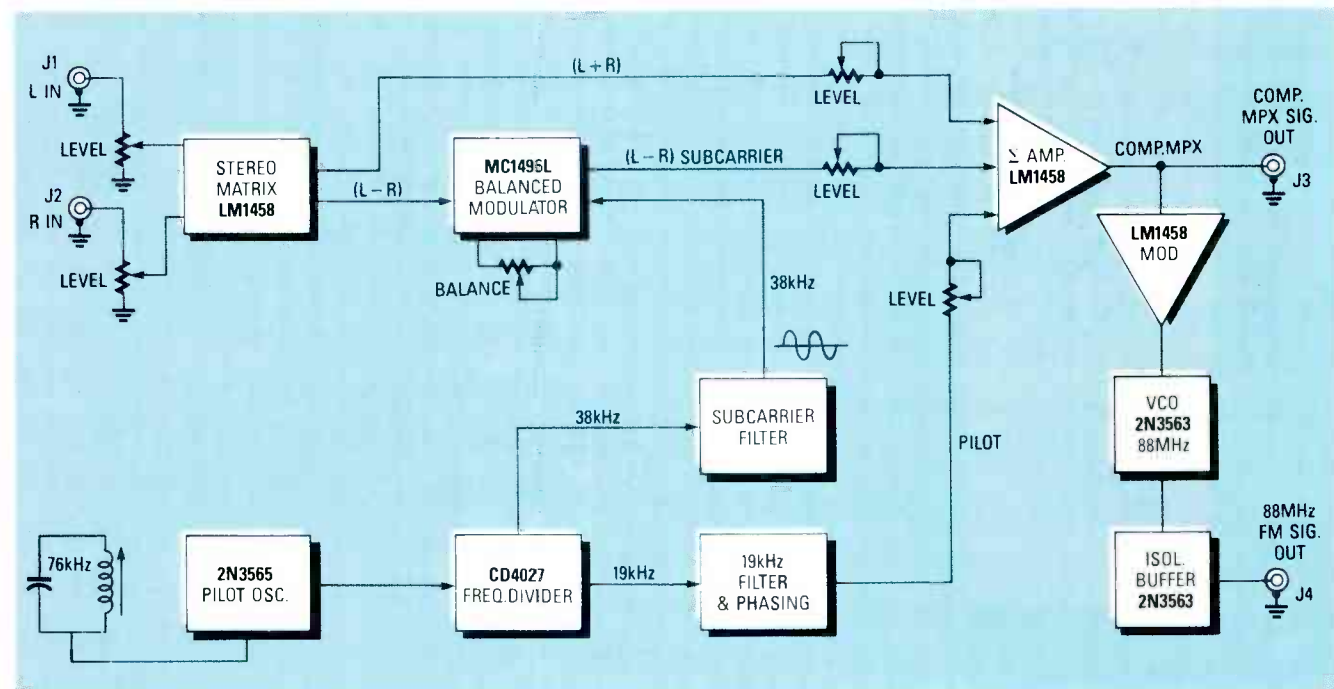 J1
L IN
LEVEL
J2
R IN
LEVEL
STEREO
MATRIX
LM1458
(L+R)
(L−R)
MC1496L
BALANCED
MODULATOR
BALANCE
(L−R) SUBCARRIER
LEVEL
LEVEL
Σ AMP.
LM1458
COMP.MPX
COMP.
MPX SIG.
OUT
J3
LM1458
MOD
38kHz
LEVEL
SUBCARRIER
FILTER
38kHz
PILOT
VCO
2N3563
88MHz
76kHz
2N3565
PILOT OSC.
CD4027
FREQ.DIVIDER
19kHz
19kHz
FILTER
& PHASING
ISOL.
BUFFER
2N3563
88MHz
FM SIG.
OUT
J4